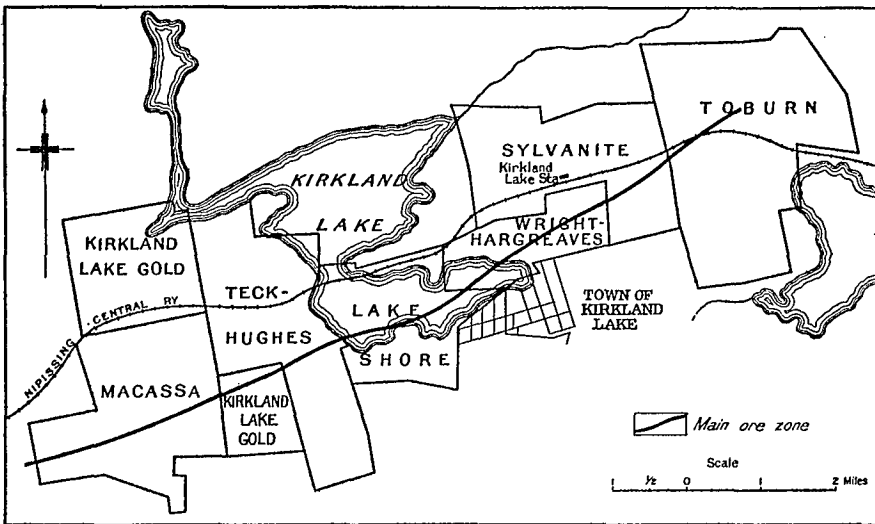 TOBURN
SYLVANITE
Kirkland
Lake Sta.
KIRKLAND
LAKE
WRIGHT-
HARGREAVES
KIRKLAND
LAKE GOLD
TECK-
HUGHES
LAKE
SHORE
TOWN OF
KIRKLAND
LAKE
NIPISSING CENTRAL RY
MACASSA
KIRKLAND
LAKE
GOLD
Main ore zone
Scale
1 ½ 0 1 2 Miles